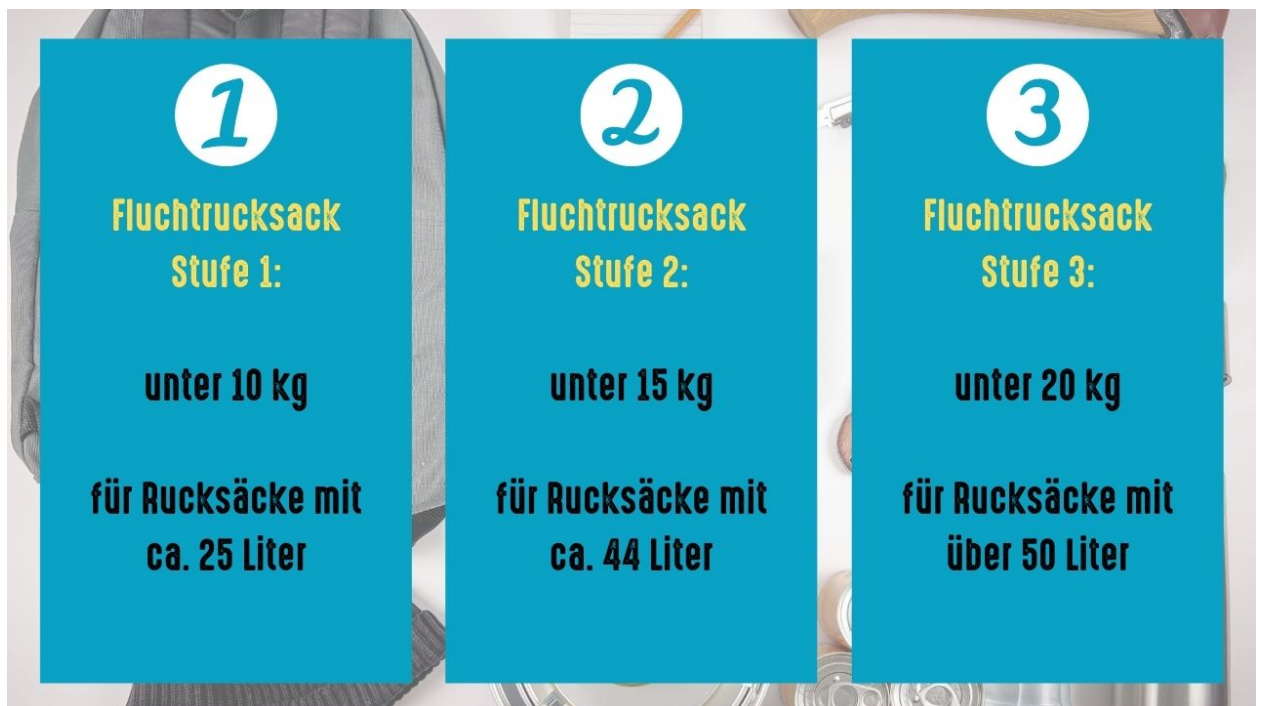 1
Fluchtrucksack
Stufe 1:
unter 10 kg
für Rucksäcke mit
ca. 25 Liter
2
Fluchtrucksack
Stufe 2:
unter 15 kg
für Rucksäcke mit
ca. 44 Liter
3
Fluchtrucksack
Stufe 3:
unter 20 kg
für Rucksäcke mit
über 50 Liter